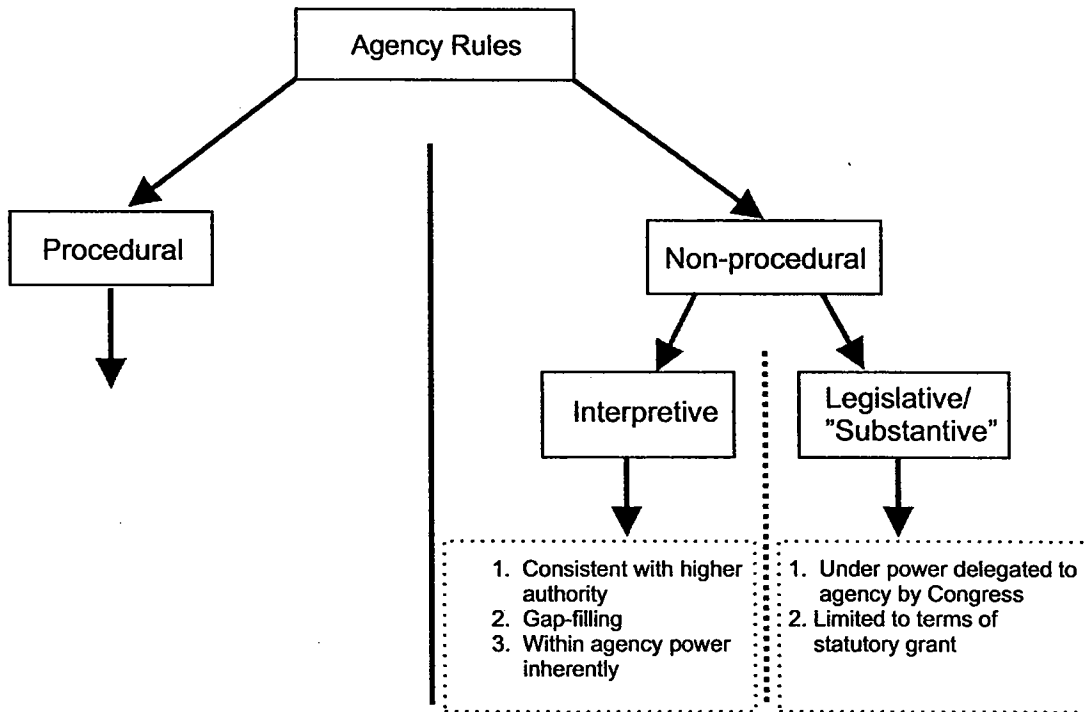 Agency Rules
Procedural
Non-procedural
Interpretive
Legislative/
"Substantive"
1. Consistent with higher
authority
2. Gap-filling
3. Within agency power
inherently
1. Under power delegated to
agency by Congress
2. Limited to terms of
statutory grant